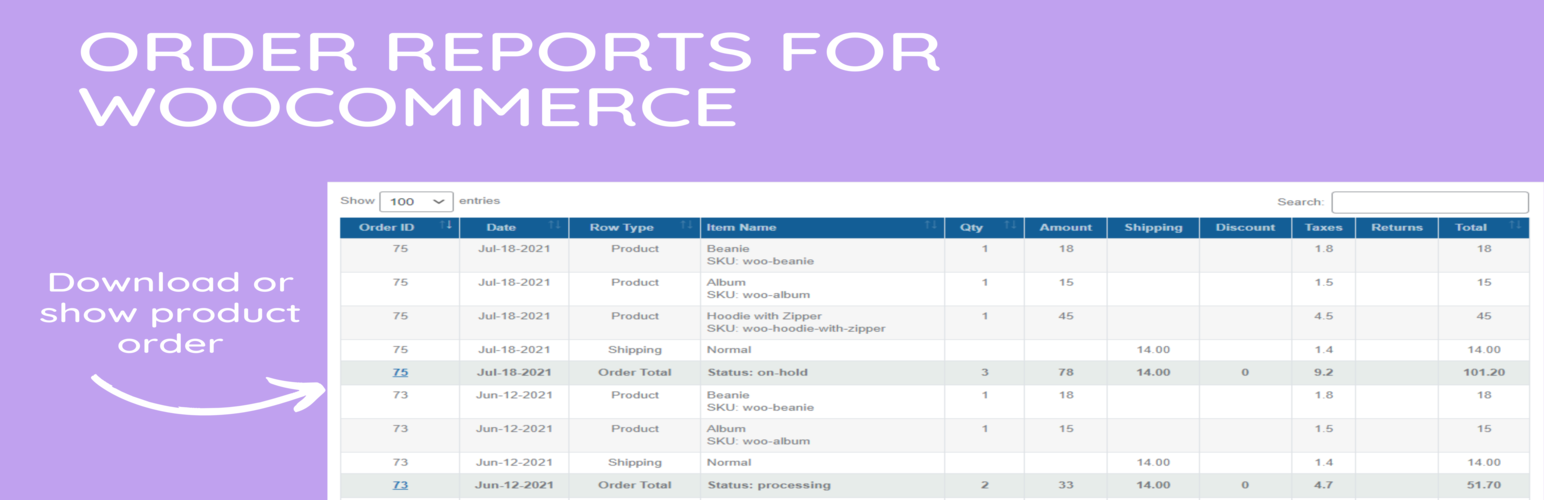 ORDER REPORTS FOR
WOOCOMMERCE
Download or
show product
order
Show 100 entries Search:
Order ID Date Row Type Item Name Qty Amount Shipping Discount Taxes Returns Total
75 Jul-18-2021 Product Beanie 1 18 1.8 18
SKU: woo-beanie
75 Jul-18-2021 Product Album 1 15 1.5 15
SKU: woo-album
75 Jul-18-2021 Product Hoodie with Zipper 1 45 4.5 45
SKU: woo-hoodie-with-zipper
75 Jul-18-2021 Shipping Normal 14.00 1.4 14.00
75 Jul-18-2021 Order Total Status: on-hold 3 78 14.00 0 9.2 101.20
73 Jun-12-2021 Product Beanie 1 18 1.8 18
SKU: woo-beanie
73 Jun-12-2021 Product Album 1 15 1.5 15
SKU: woo-album
73 Jun-12-2021 Shipping Normal 14.00 1.4 14.00
73 Jun-12-2021 Order Total Status: processing 2 33 14.00 0 4.7 51.70